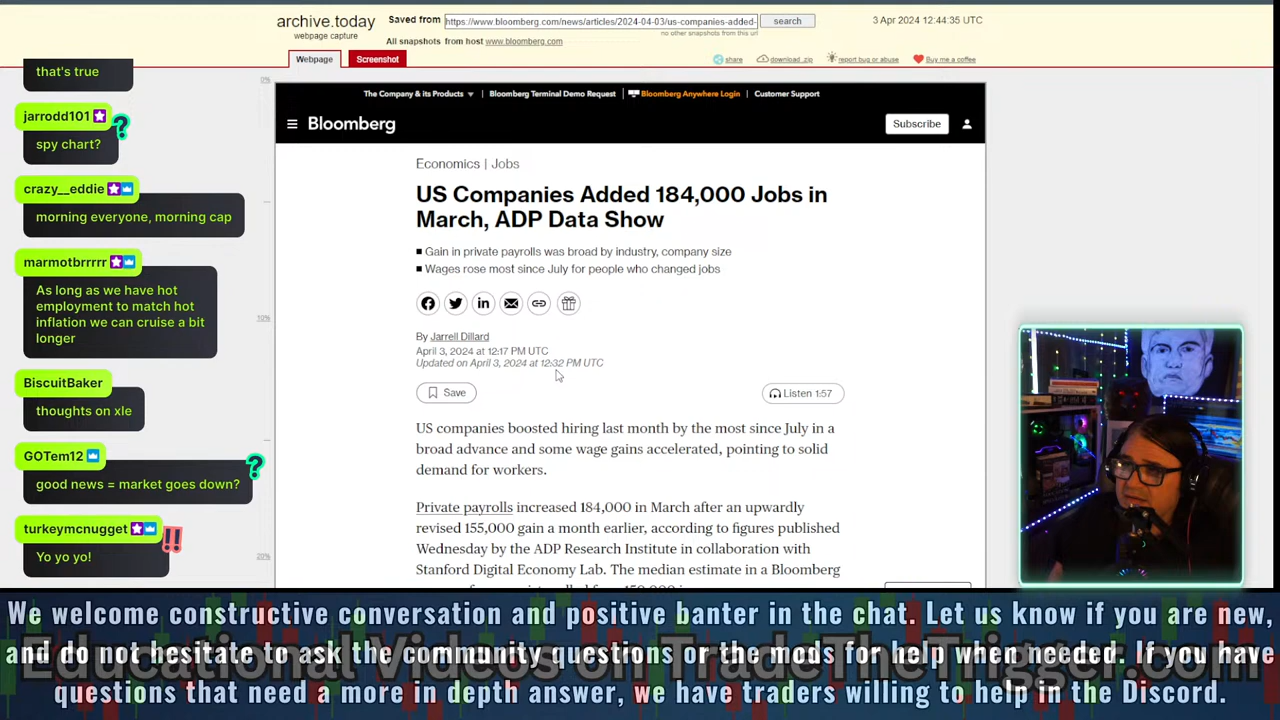 archive.today
webpage capture
Saved from
https://www.bloomberg.com/news/articles/2024-04-03/us-companies-added-
search
no other snapshots from this url
3 Apr 2024 12:44:35 UTC
All snapshots from host www.bloomberg.com
Webpage
Screenshot
share
download .zip
report bug or abuse
Buy me a coffee
0%
10%
20%
The Company & its Products
Bloomberg Terminal Demo Request
Bloomberg Anywhere Login
Customer Support
Bloomberg
Subscribe
Economics | Jobs
US Companies Added 184,000 Jobs in
March, ADP Data Show
Gain in private payrolls was broad by industry, company size
Wages rose most since July for people who changed jobs
By Jarrell Dillard
April 3, 2024 at 12:17 PM UTC
Updated on April 3, 2024 at 12:32 PM UTC
Save
Listen 1:57
US companies boosted hiring last month by the most since July in a
broad advance and some wage gains accelerated, pointing to solid
demand for workers.
Private payrolls increased 184,000 in March after an upwardly
revised 155,000 gain a month earlier, according to figures published
Wednesday by the ADP Research Institute in collaboration with
Stanford Digital Economy Lab. The median estimate in a Bloomberg
that's true
jarrodd101
spy chart?
crazy__eddie
morning everyone, morning cap
marmotbrrrrr
As long as we have hot
employment to match hot
inflation we can cruise a bit
longer
BiscuitBaker
thoughts on xle
GOTem12
good news = market goes down?
turkeymcnugget
Yo yo yo!
We welcome constructive conversation and positive banter in the chat. Let us know if you are new,
and do not hesitate to ask the community questions or the mods for help when needed. If you have
questions that need a more in depth answer, we have traders willing to help in the Discord.
Educational Videos on TradeTheTrigger.com